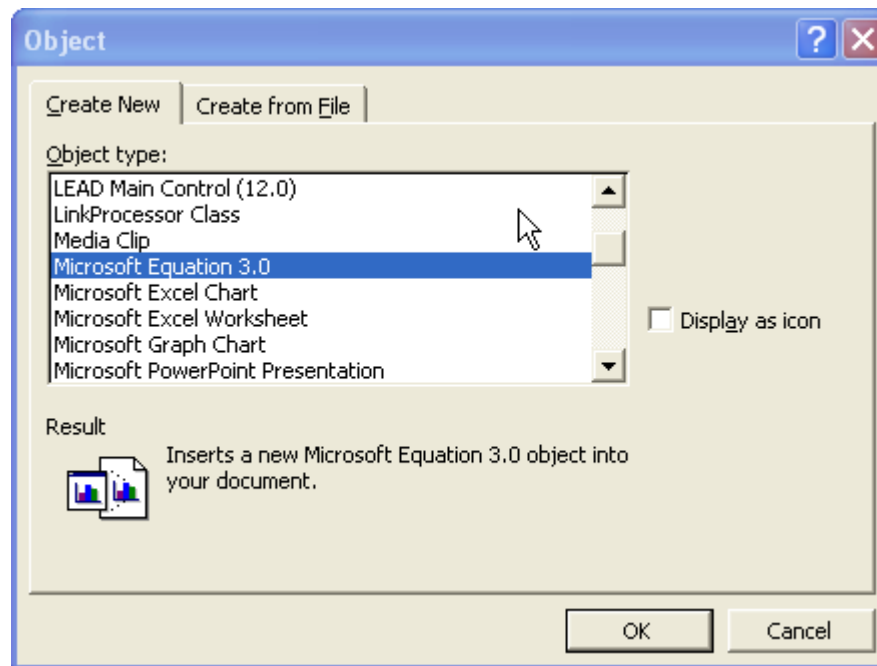 Object
Create New
Create from File
Object type:
LEAD Main Control (12.0)
LinkProcessor Class
Media Clip
Microsoft Equation 3.0
Microsoft Excel Chart
Microsoft Excel Worksheet
Microsoft Graph Chart
Microsoft PowerPoint Presentation
Display as icon
Result
Inserts a new Microsoft Equation 3.0 object into
your document.
OK
Cancel